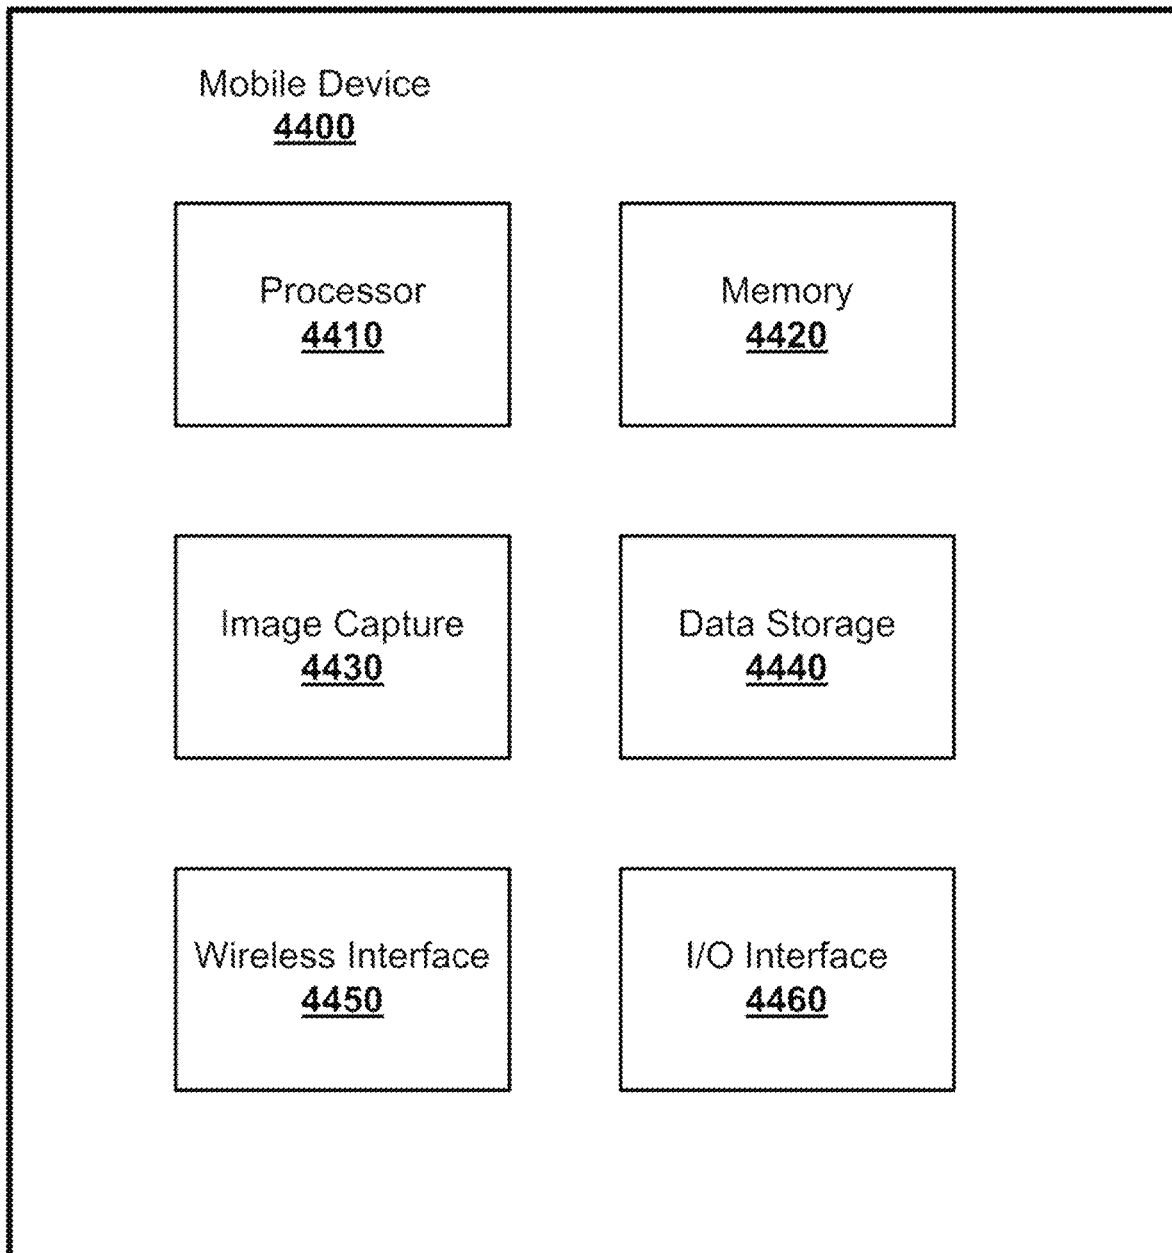 Mobile Device
4400
Processor
4410
Memory
4420
Image Capture
4430
Data Storage
4440
Wireless Interface
4450
I/O Interface
4460